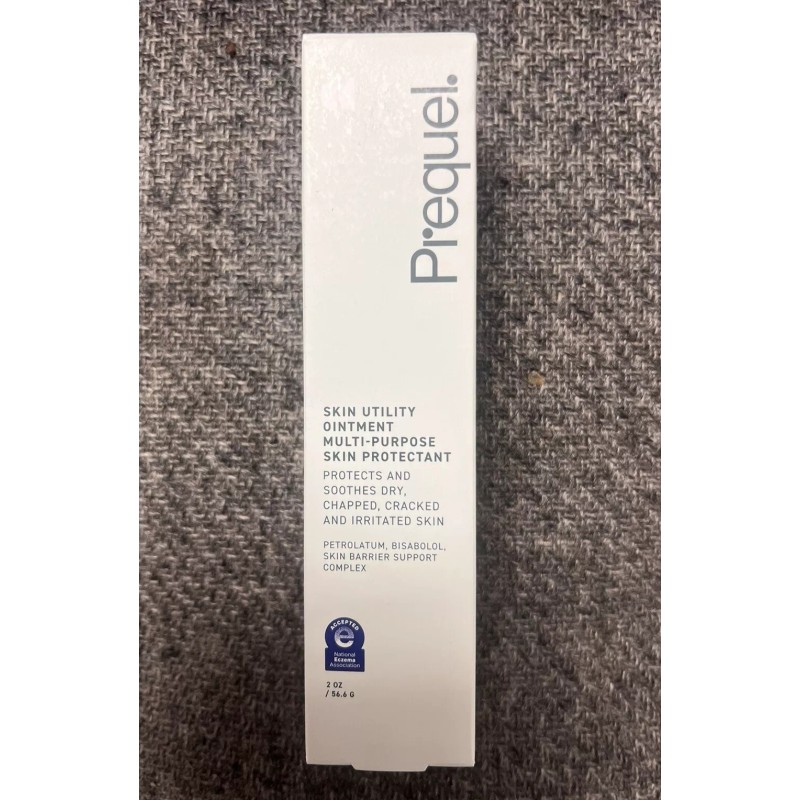 Prequel.
SKIN UTILITY
OINTMENT
MULTI-PURPOSE
SKIN PROTECTANT
PROTECTS AND
SOOTHES DRY,
CHAPPED, CRACKED
AND IRRITATED SKIN
PETROLATUM, BISABOLOL,
SKIN BARRIER SUPPORT
COMPLEX
ACCEPTED
e
National
Eczema
Association
2 OZ
/ 56.6 G